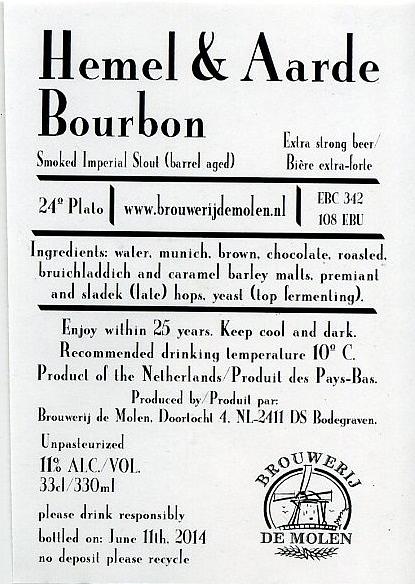 Hemel & Aarde
Bourbon
Smoked Imperial Stout (barrel aged)
Extra strong beer/
Bière extra-forte
24º Plato
www.brouwerijdemolen.nl
EBC 342
108 EBU
Ingredients: water, munich, brown, chocolate, roasted,
bruichladdich and caramel barley malts, premiant
and sladek (late) hops, yeast (top fermenting).
Enjoy within 25 years. Keep cool and dark.
Recommended drinking temperature 10º C.
Product of the Netherlands/Produit des Pays-Bas.
Produced by/Produit par:
Brouwerij de Molen, Doortocht 4, NL-2411 DS Bodegraven.
Unpasteurized
11% ALC./VOL.
33cl/330ml
please drink responsibly
bottled on: June 11th, 2014
no deposit please recycle
BROUWERIJ
DE MOLEN